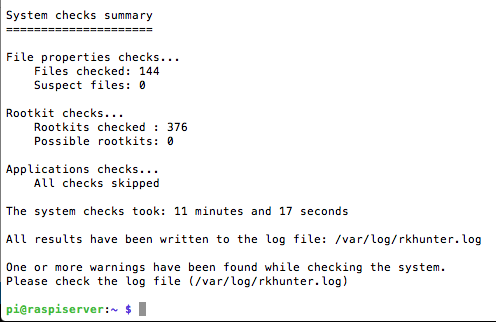 System checks summary
=====================
File properties checks...
Files checked: 144
Suspect files: 0
Rootkit checks...
Rootkits checked : 376
Possible rootkits: 0
Applications checks...
All checks skipped
The system checks took: 11 minutes and 17 seconds
All results have been written to the log file: /var/log/rkhunter.log
One or more warnings have been found while checking the system.
Please check the log file (/var/log/rkhunter.log)
pi@raspiserver:~ $